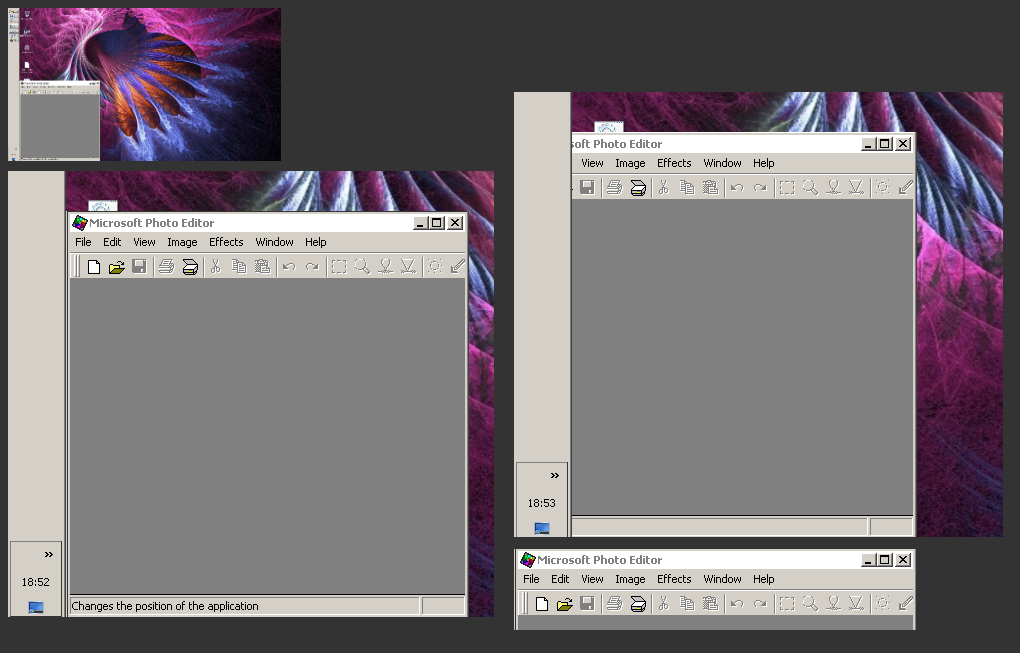 Microsoft Photo Editor
File Edit View Image Effects Window Help
»
18:52
Changes the position of the application
soft Photo Editor
View Image Effects Window Help
»
18:53
Microsoft Photo Editor
File Edit View Image Effects Window Help